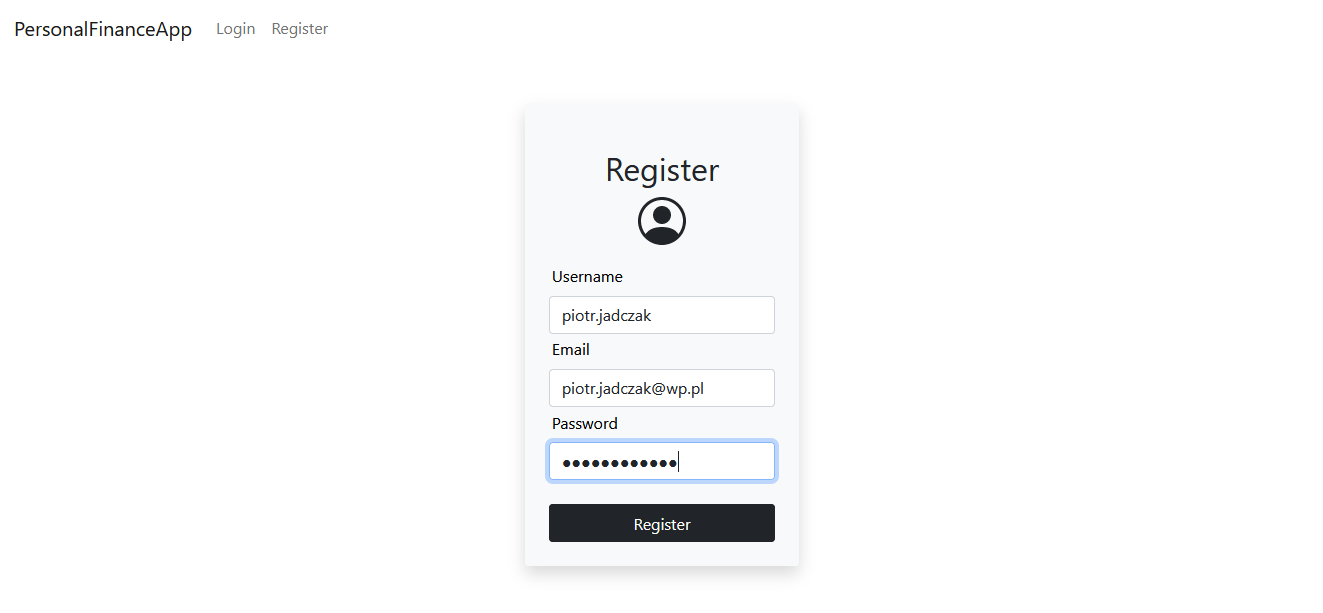 PersonalFinanceApp Login Register
Register
Username
piotr.jadczak
Email
piotr.jadczak@wp.pl
Password
●●●●●●●●●●●●
Register